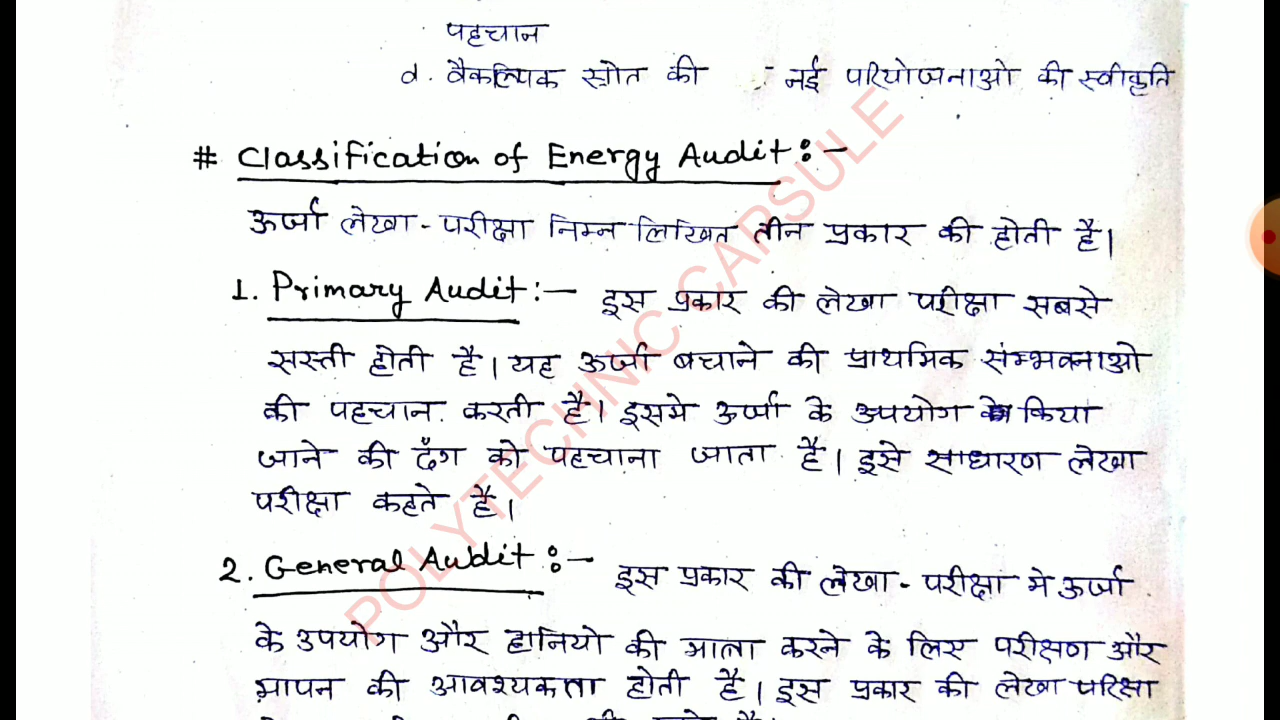 पहचान
d. वैकल्पिक स्रोत की :- नई परियोजनाओ की स्वीकृति
# Classification of Energy Audit :-
ऊर्जा लेखा - परीक्षा निम्न लिखित तीन प्रकार की होती है।
1. Primary Audit :- इस प्रकार की लेखा परीक्षा सबसे
सस्ती होती है। यह ऊर्जा बचाने की प्राथमिक संम्भवनाओ
की पहचान करती है। इसमे ऊर्जा के उपयोग किया
जाने की ढँग को पहचाना जाता है। इसे साधारण लेखा
परीक्षा कहते है।
2. General Audit :- इस प्रकार की लेखा - परीक्षा मे ऊर्जा
के उपयोग और हानियो की मात्ा करने के लिए परीक्षण और
मापन की आवश्यकता होती है। इस प्रकार की लेखा परिक्षा
POLYTECHNIC CAPSULE